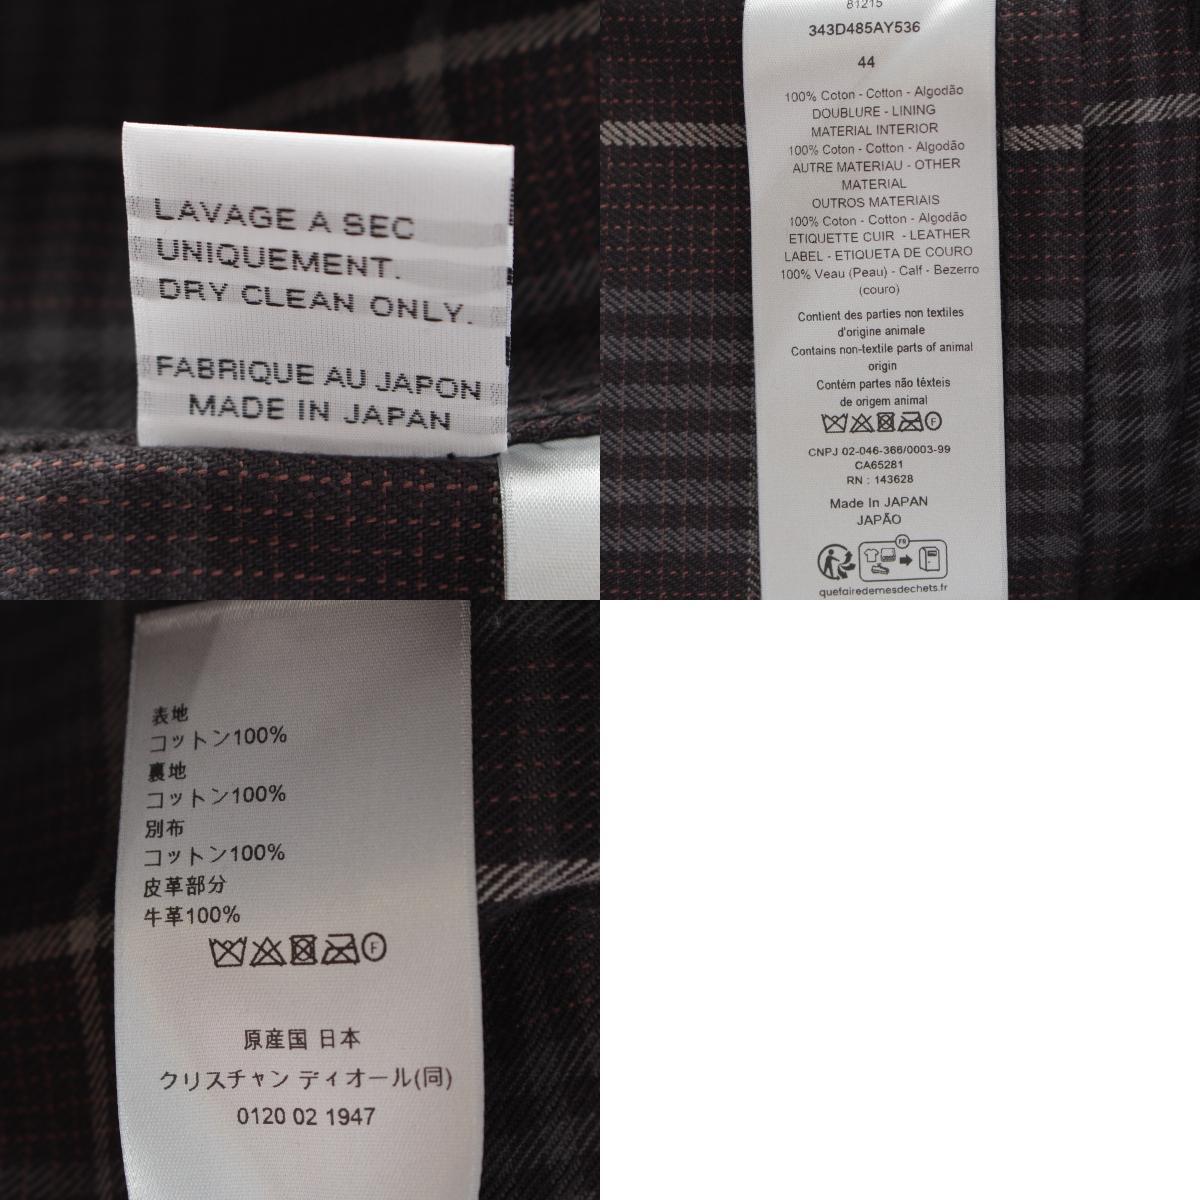 LAVAGE A SEC
UNIQUEMENT.
DRY CLEAN ONLY.
FABRIQUE AU JAPON
MADE IN JAPAN
81215
343D485AY536
44
100% Coton - Cotton - Algodão
DOUBLURE - LINING
MATERIAL INTERIOR
100% Coton - Cotton - Algodão
AUTRE MATERIAU - OTHER
MATERIAL
OUTROS MATERIAIS
100% Coton - Cotton - Algodão
ETIQUETTE CUIR - LEATHER
LABEL - ETIQUETA DE COURO
100% Veau (Peau) - Calf - Bezerro
(couro)
Contient des parties non textiles
d'origine animale
Contains non-textile parts of animal
origin
Contém partes não têxteis
de origem animal
F
CNPJ 02-046-366/0003-99
CA65281
RN : 143628
Made In JAPAN
JAPÃO
FR
quefairedemesdechets.fr
表地
コットン100%
裏地
コットン100%
別布
コットン100%
皮革部分
牛革100%
F
原産国 日本
クリスチャン ディオール(同)
0120 02 1947